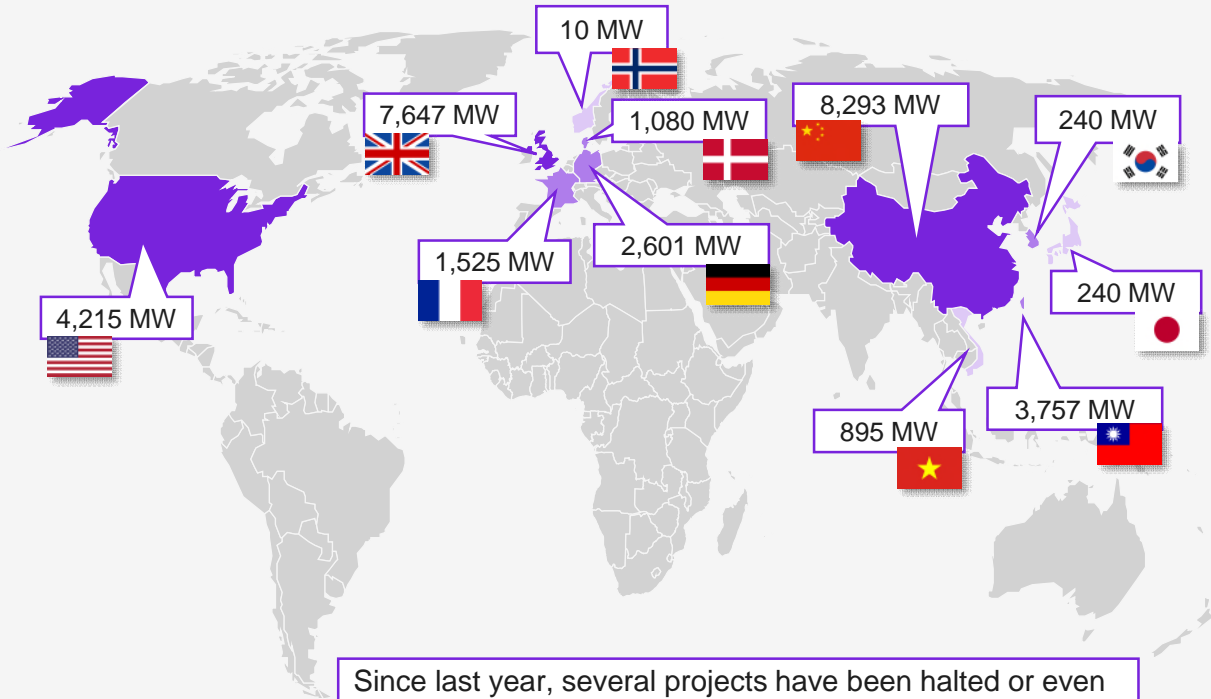 10 MW
7,647 MW
1,080 MW
8,293 MW
240 MW
1,525 MW
2,601 MW
4,215 MW
240 MW
895 MW
3,757 MW
Since last year, several projects have been halted or even